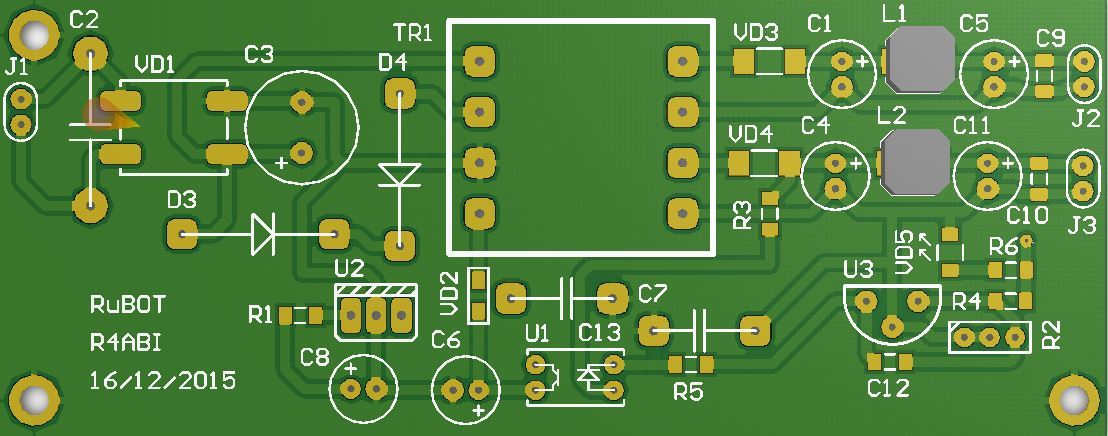 C2
J1
VD1
C3
TR1
D4
VD3
C1
L1
C5
C9
J2
VD4
C4
L2
C11
D3
R3
C10
J3
U2
VD2
C7
U3
VD5
R6
RuBOT
R1
R4
R4ABI
C8
C6
U1
C13
R2
16/12/2015
R5
C12